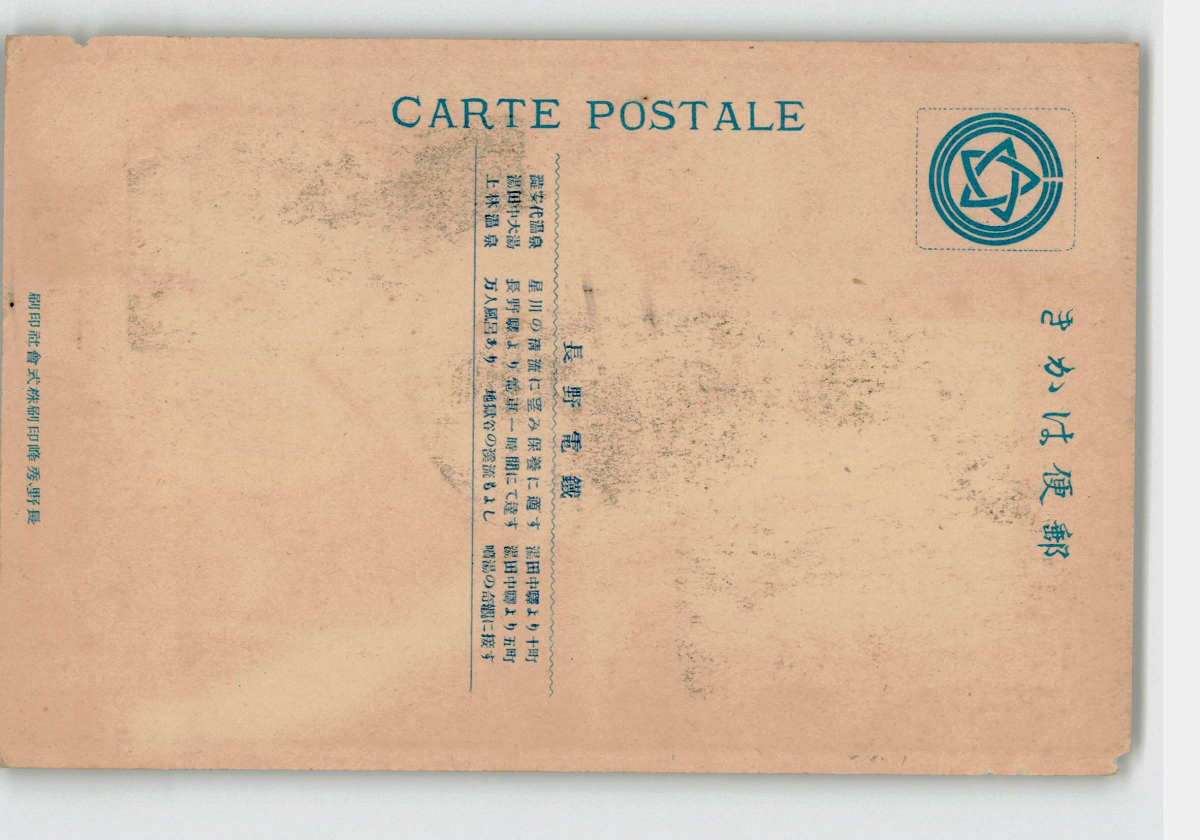 CARTE POSTALE
きかは便郵
長野電鐵
澁安代温泉 星川の清流に望み保養に適す 湯田中驛より十町
湯田中大湯 長野驛より電車一時間にて達す 湯田中驛より五町
上林温泉 万人風呂あり 地獄谷の溪流もよし 噴湯の奇觀に接す
刷印社會式株刷印峰秀野長